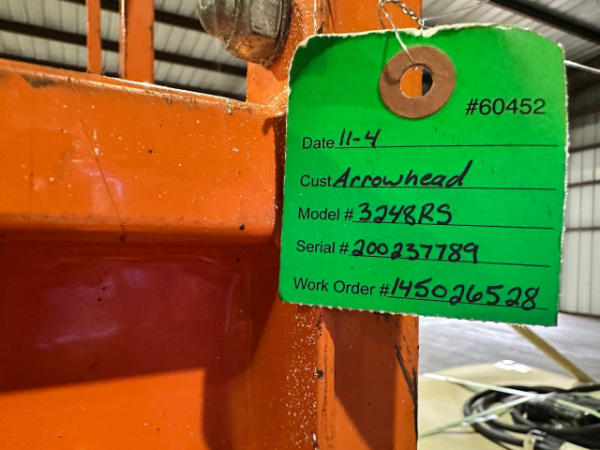 #60452
Date 11-4
Cust Arrowhead
Model # 3248RS
Serial # 200237789
Work Order # 145026528